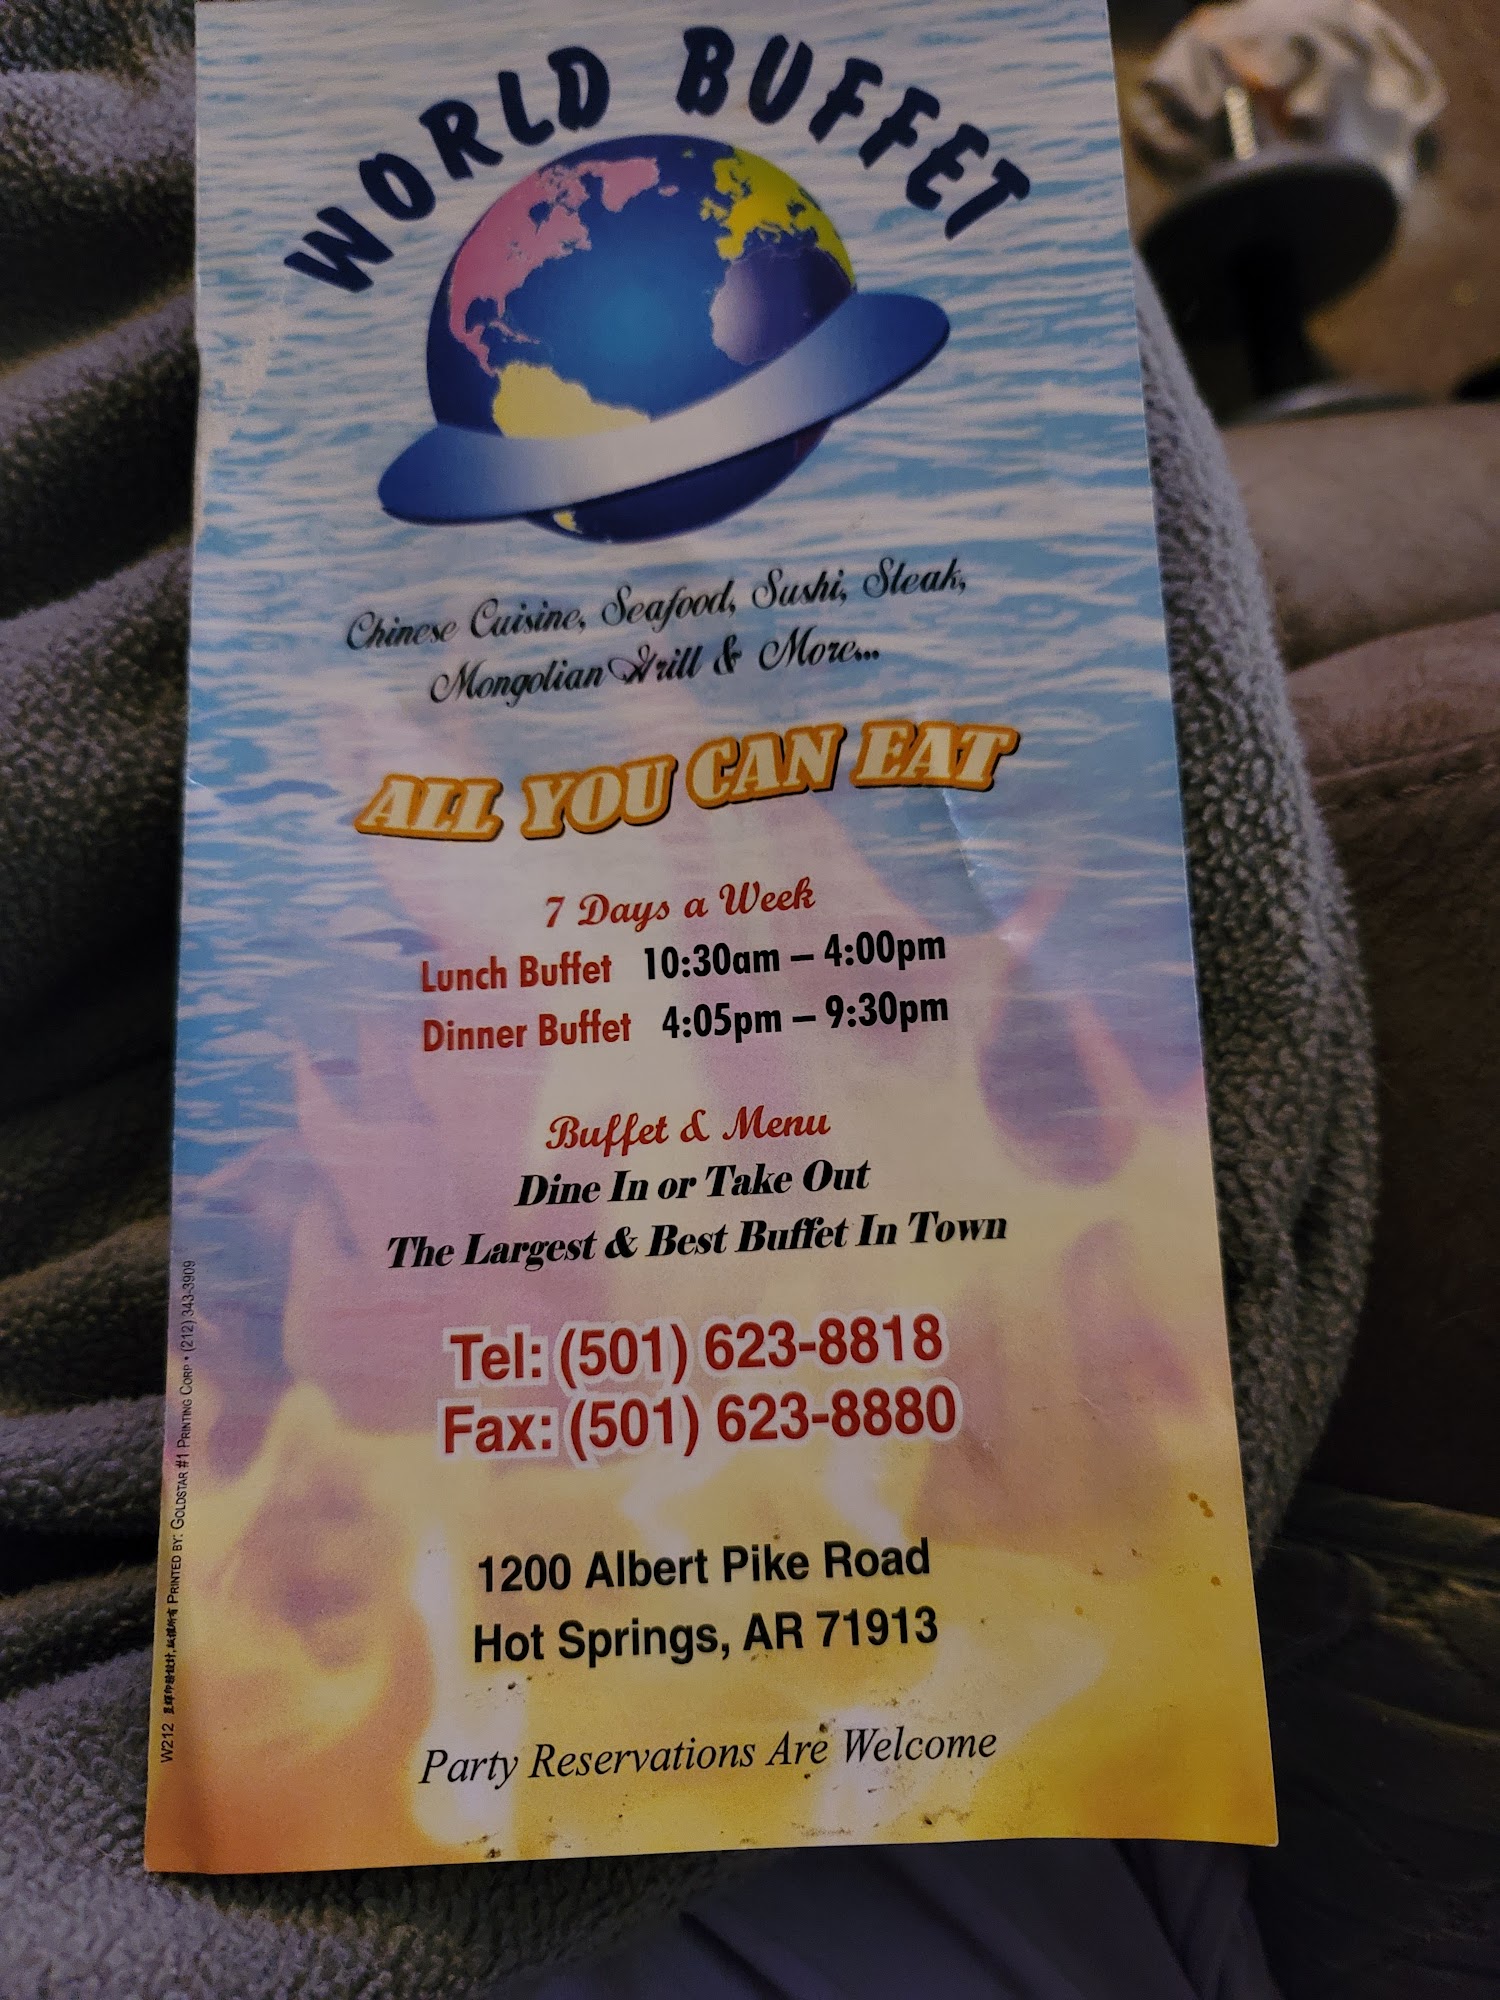 WORLD BUFFET
Chinese Cuisine, Seafood, Sushi, Steak,
Mongolian Grill & More...
ALL YOU CAN EAT
7 Days a Week
Lunch Buffet 10:30am – 4:00pm
Dinner Buffet 4:05pm – 9:30pm
Buffet & Menu
Dine In or Take Out
The Largest & Best Buffet In Town
Tel: (501) 623-8818
Fax: (501) 623-8880
1200 Albert Pike Road
Hot Springs, AR 71913
Party Reservations Are Welcome
W212 PRINTED BY: GOLDSTAR #1 PRINTING CORP • (212) 343-3909